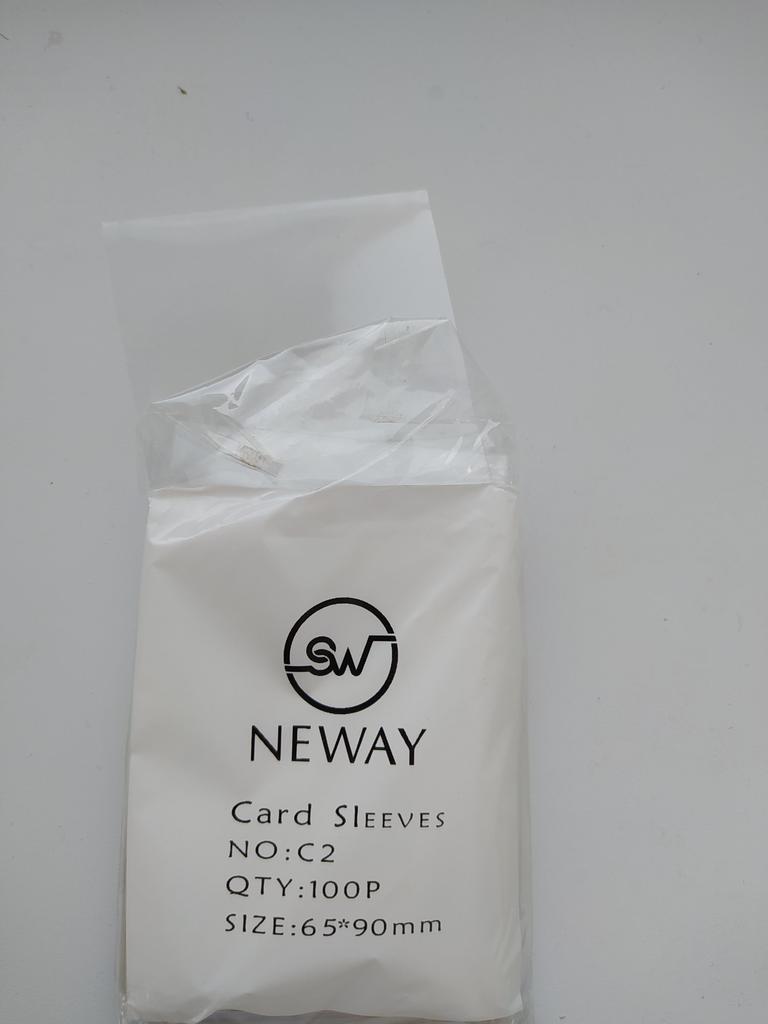 SW
NEWAY
Card SlEEVES
NO:C2
QTY:100P
SIZE:65*90mm